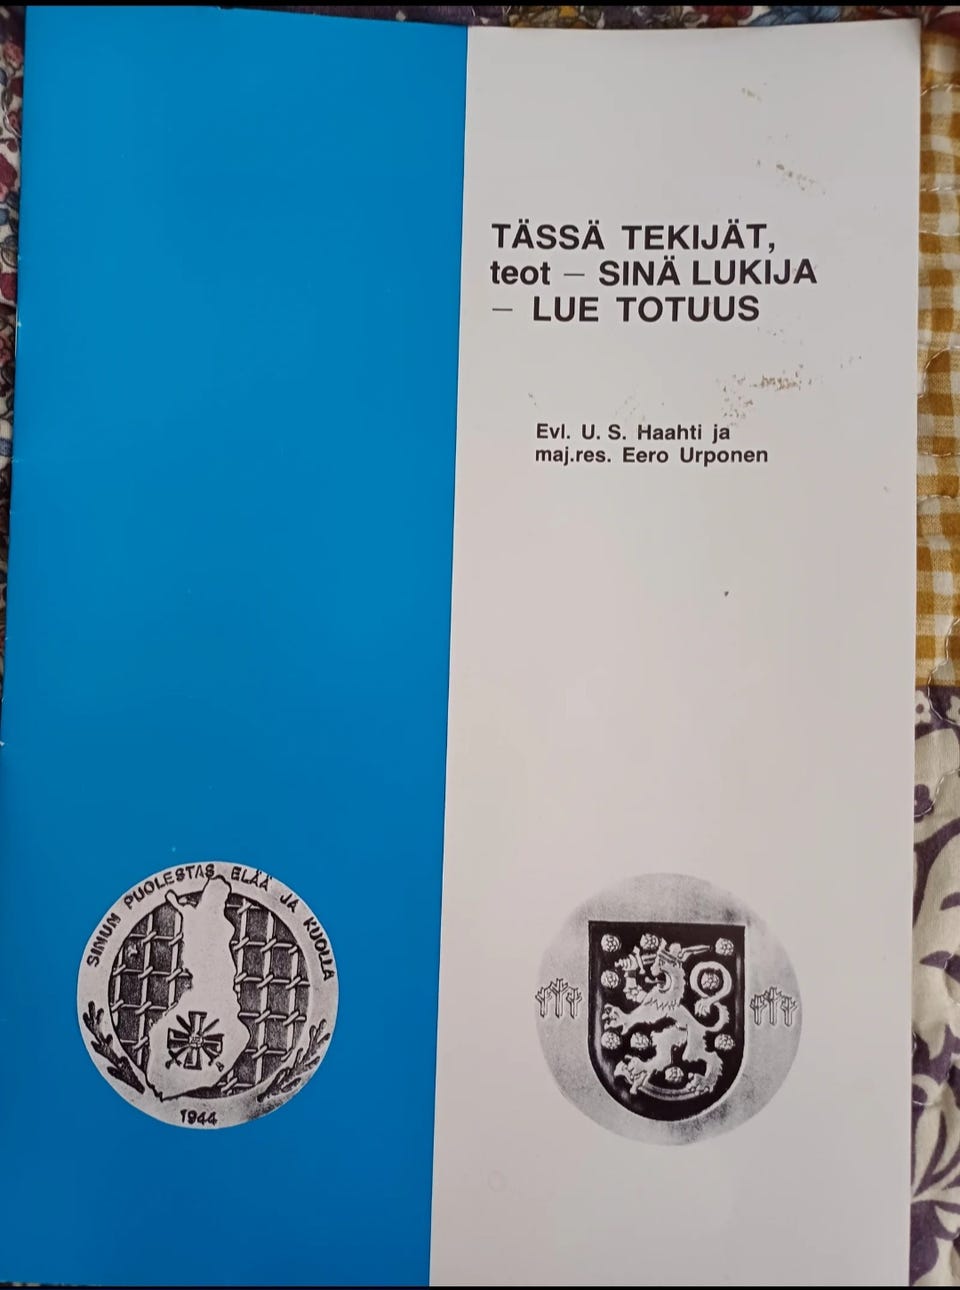 TÄSSÄ TEKIJÄT,
teot – SINÄ LUKIJA
– LUE TOTUUS
Evl. U. S. Haahti ja
maj.res. Eero Urponen
SINUN PUOLESTAS ELÄÄ JA KUOLLA
1944